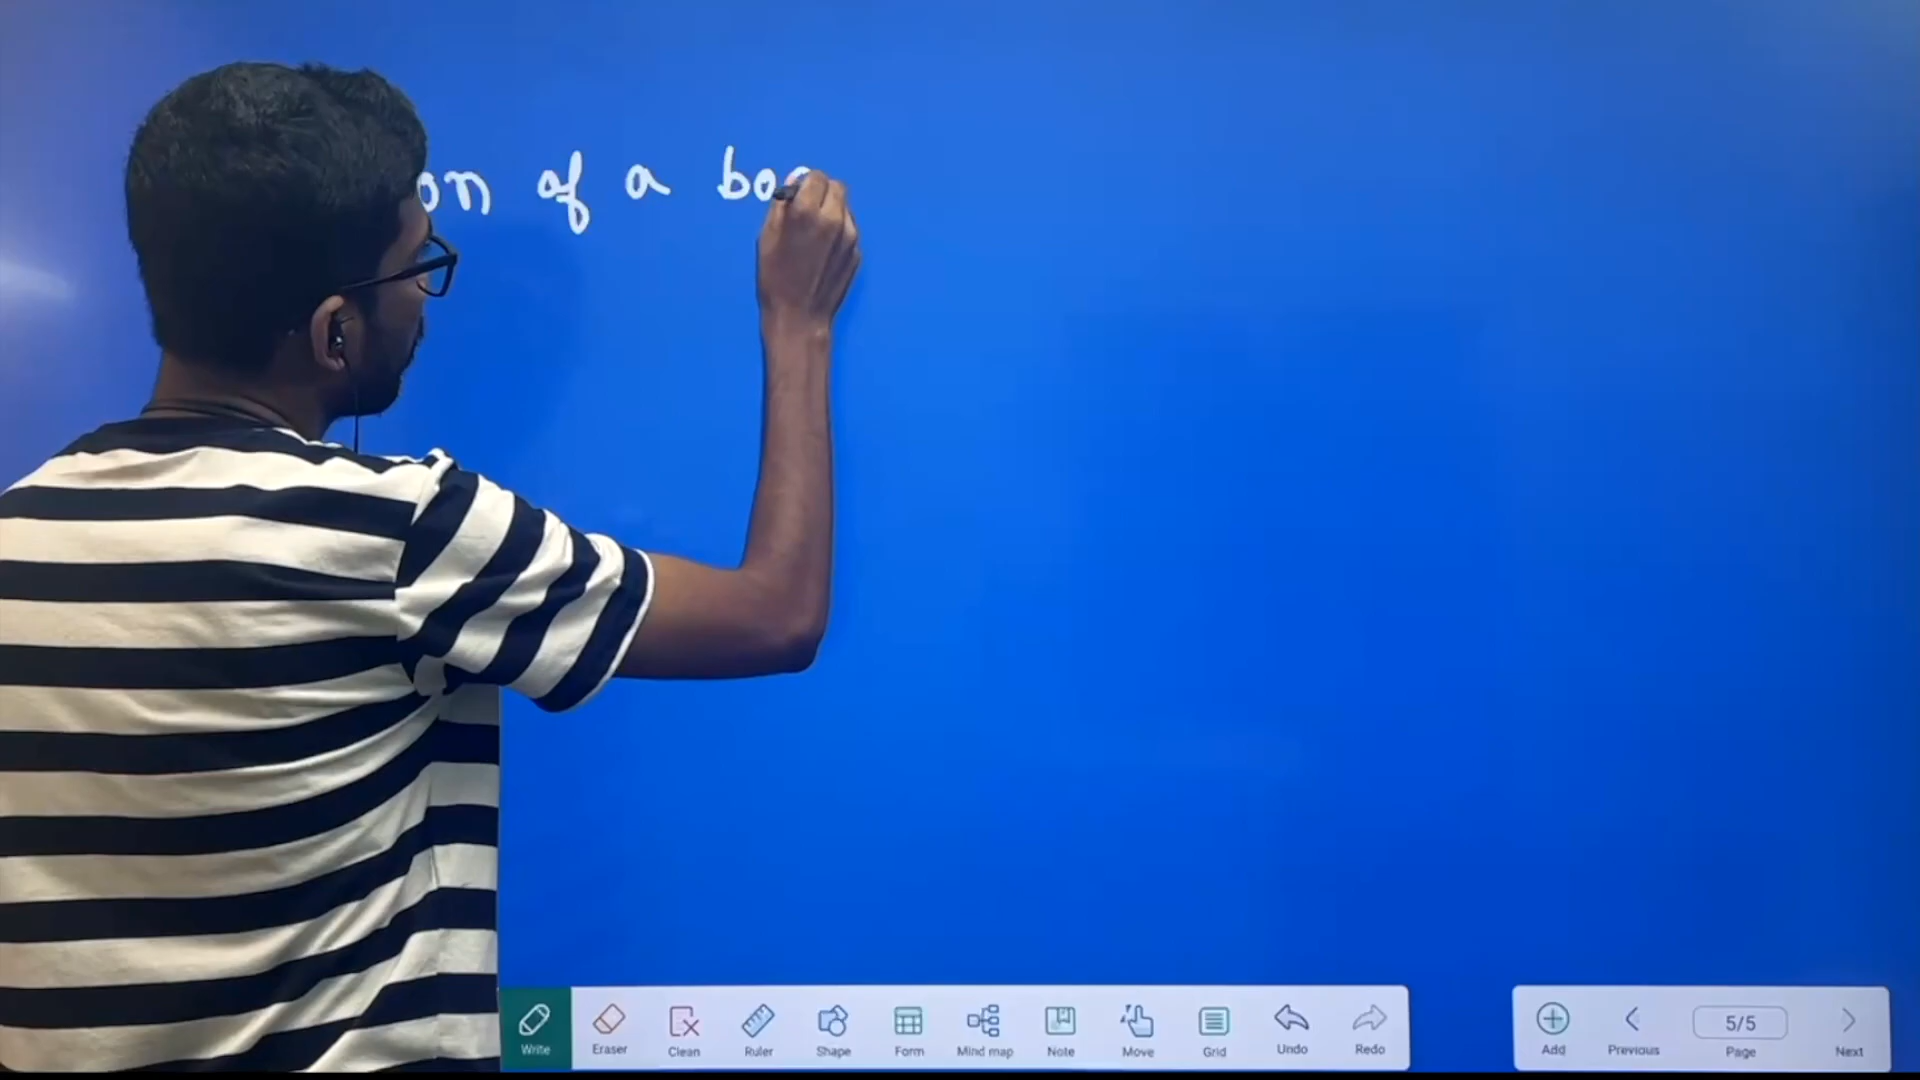 on of a bo
Write
Eraser
Clean
Ruler
Shape
Form
Mind map
Note
Move
Grid
Undo
Redo
Add
Previous
5/5
Page
Next